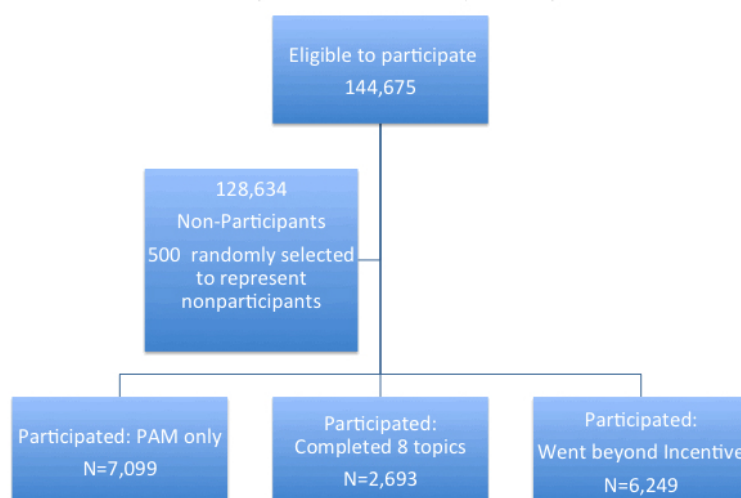 Eligible to participate
144,675
128,634
Non-Participants
500 randomly selected
to represent
nonparticipants
Participated: PAM only
N=7,099
Participated:
Completed 8 topics
N=2,693
Participated:
Went beyond Incentive
N=6,249